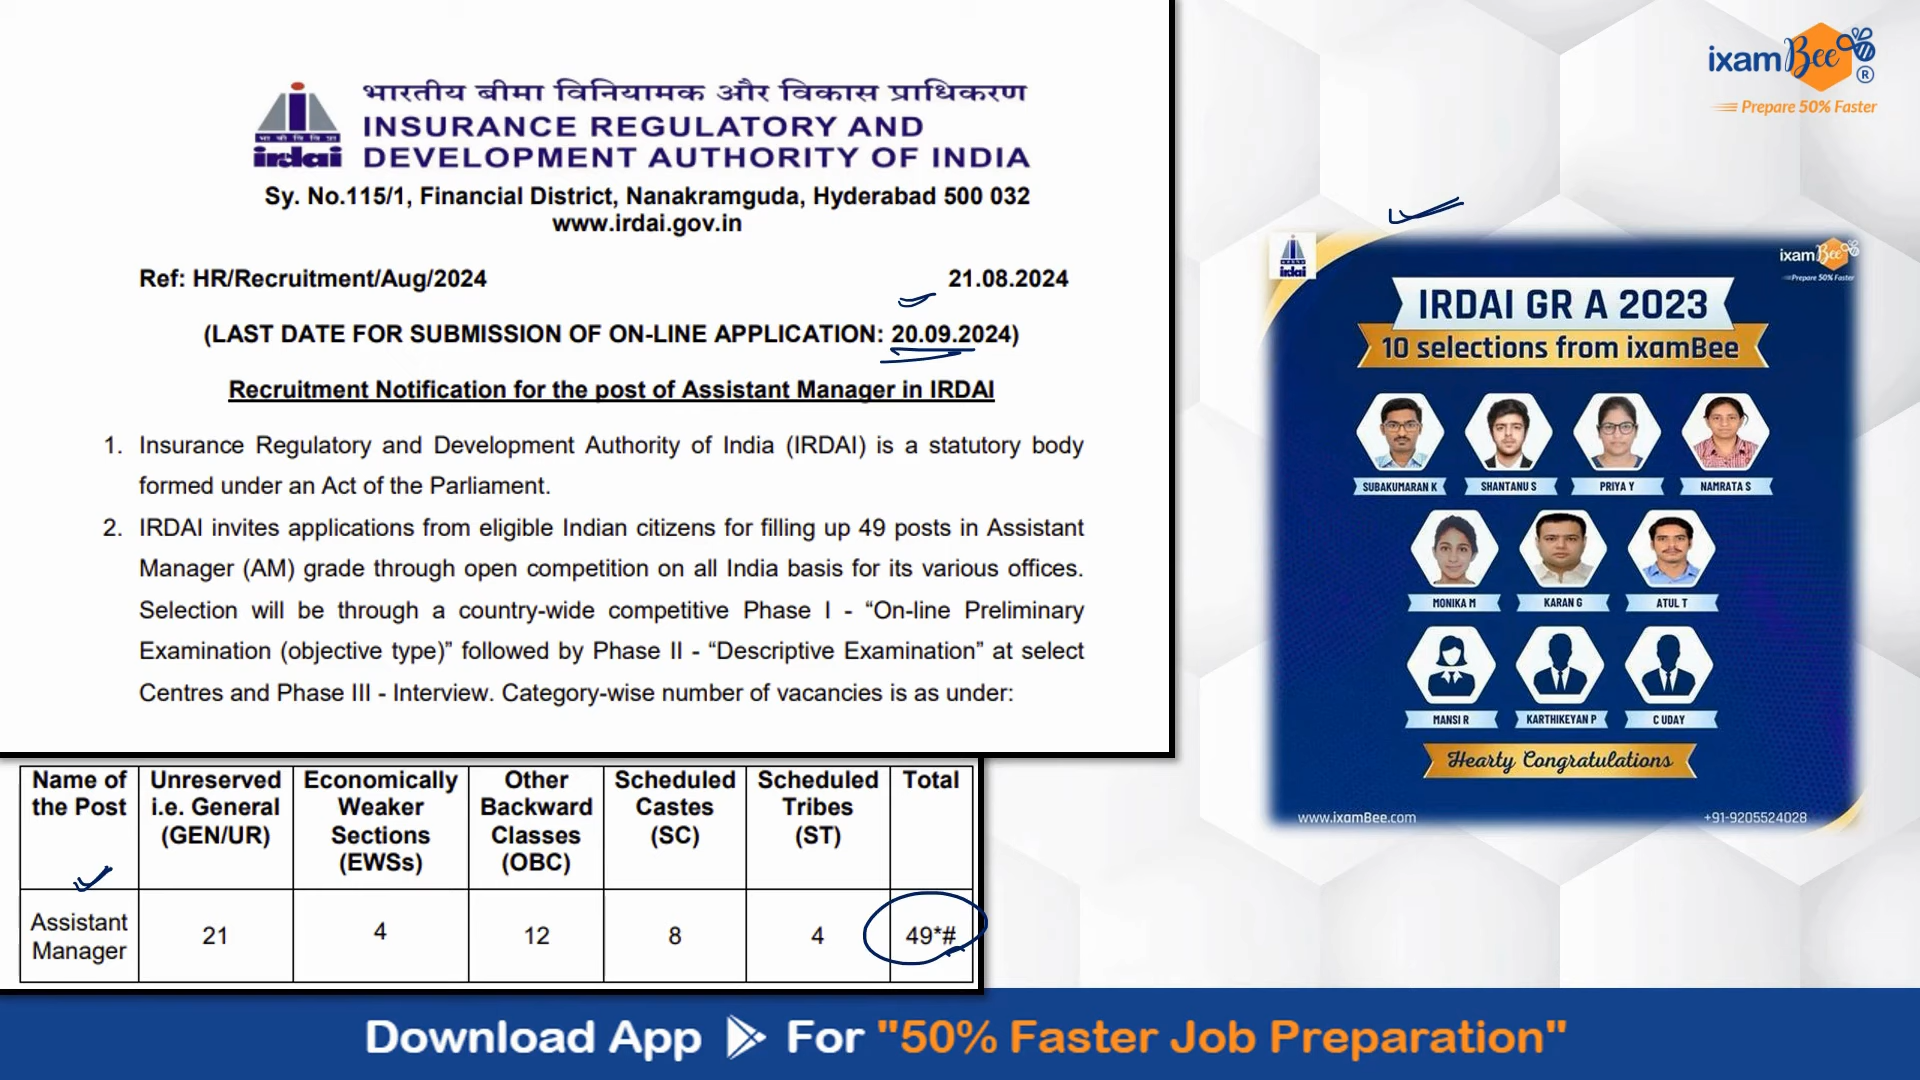 भारतीय बीमा विनियामक और विकास प्राधिकरण
INSURANCE REGULATORY AND
DEVELOPMENT AUTHORITY OF INDIA
irdai
Sy. No.115/1, Financial District, Nanakramguda, Hyderabad 500 032
www.irdai.gov.in
Ref: HR/Recruitment/Aug/2024 21.08.2024
(LAST DATE FOR SUBMISSION OF ON-LINE APPLICATION: 20.09.2024)
Recruitment Notification for the post of Assistant Manager in IRDAI
1. Insurance Regulatory and Development Authority of India (IRDAI) is a statutory body
formed under an Act of the Parliament.
2. IRDAI invites applications from eligible Indian citizens for filling up 49 posts in Assistant
Manager (AM) grade through open competition on all India basis for its various offices.
Selection will be through a country-wide competitive Phase I - “On-line Preliminary
Examination (objective type)” followed by Phase II - “Descriptive Examination” at select
Centres and Phase III - Interview. Category-wise number of vacancies is as under:
Name of the Post | Unreserved i.e. General (GEN/UR) | Economically Weaker Sections (EWSs) | Other Backward Classes (OBC) | Scheduled Castes (SC) | Scheduled Tribes (ST) | Total
Assistant Manager | 21 | 4 | 12 | 8 | 4 | 49*#
ixamBee ®
Prepare 50% Faster
irdai
ixamBee
Prepare 50% Faster
IRDAI GR A 2023
10 selections from ixamBee
SUBAKUMARAN K SHANTANU S PRIYA Y NAMRATA S
MONIKA M KARAN G ATUL T
MANSI R KARTHIKEYAN P C UDAY
Hearty Congratulations
www.ixamBee.com +91-9205524028
Download App For "50% Faster Job Preparation"